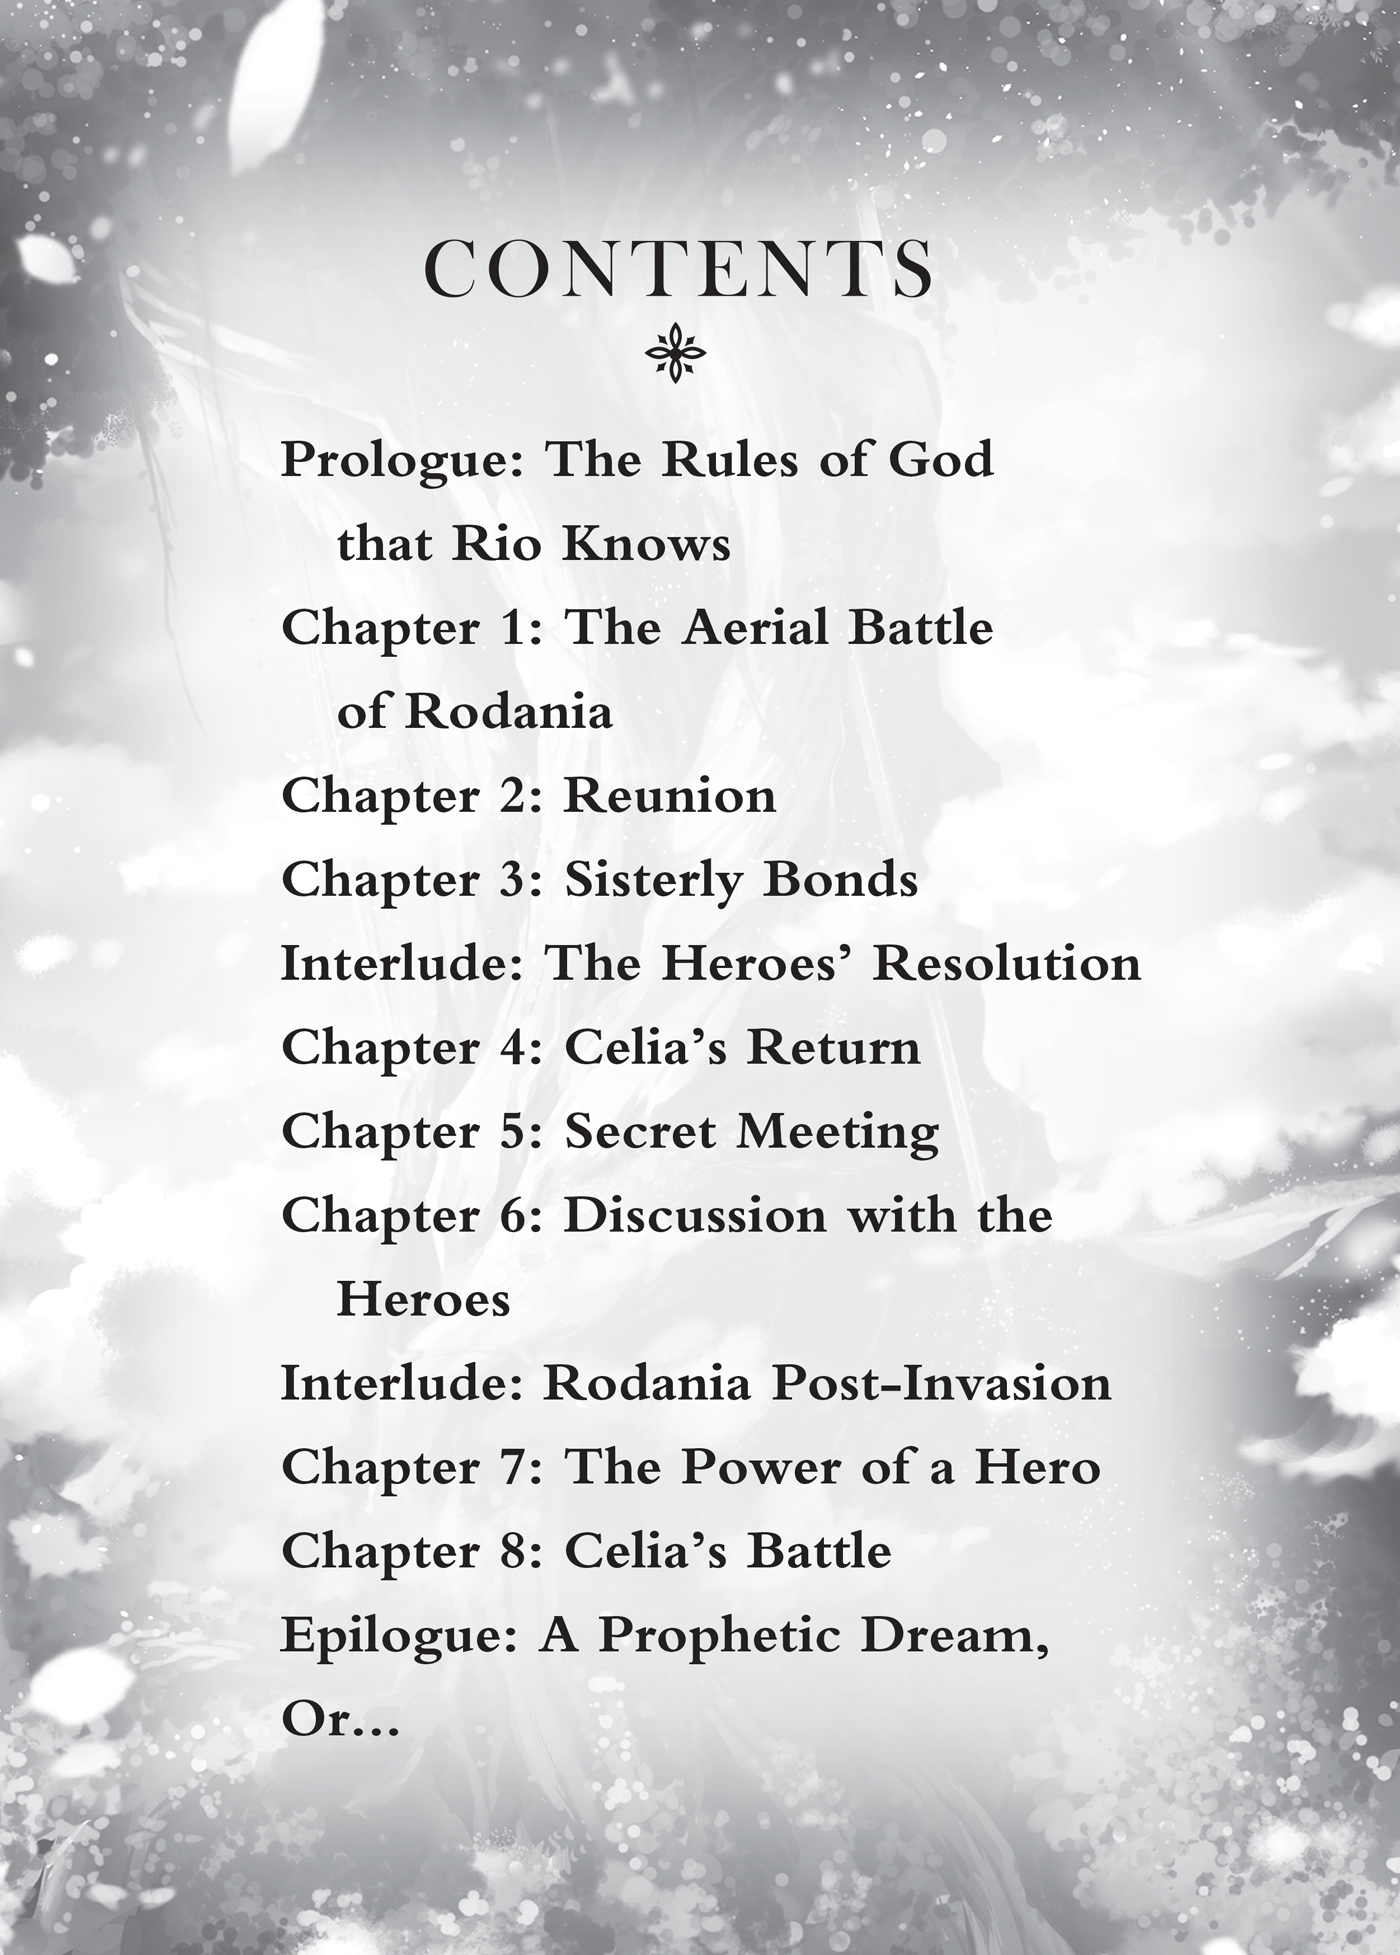 CONTENTS
Prologue: The Rules of God
that Rio Knows
Chapter 1: The Aerial Battle
of Rodania
Chapter 2: Reunion
Chapter 3: Sisterly Bonds
Interlude: The Heroes’ Resolution
Chapter 4: Celia’s Return
Chapter 5: Secret Meeting
Chapter 6: Discussion with the
Heroes
Interlude: Rodania Post-Invasion
Chapter 7: The Power of a Hero
Chapter 8: Celia’s Battle
Epilogue: A Prophetic Dream,
Or...